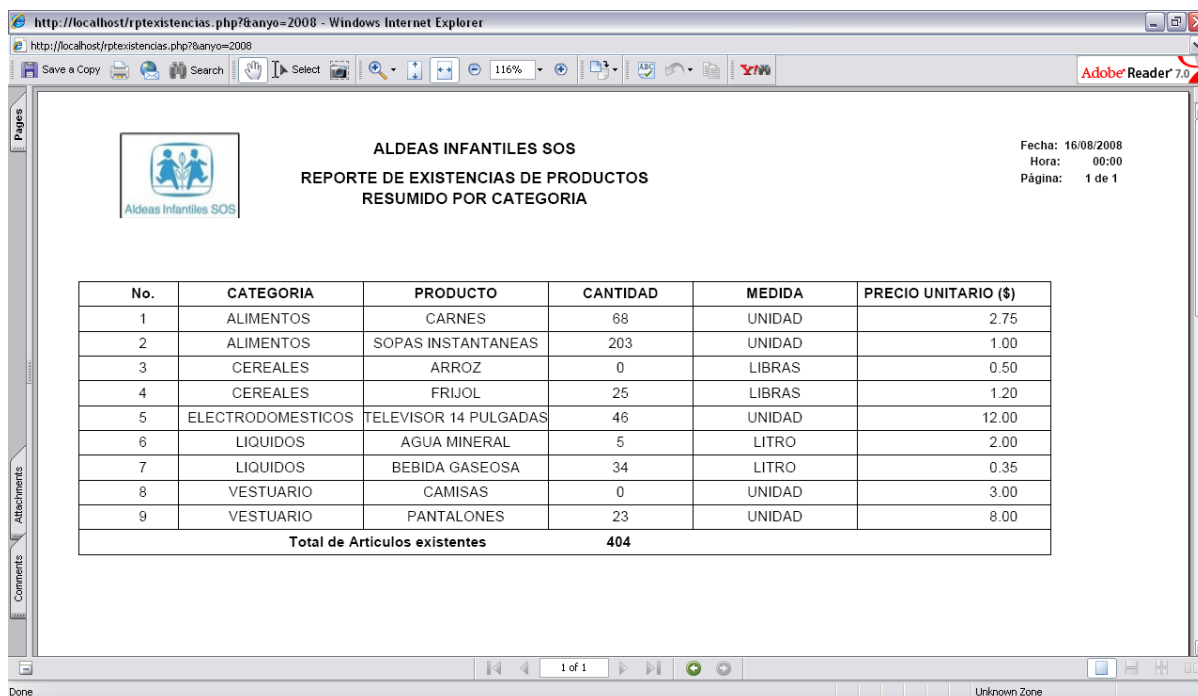 http://localhost/rptexistencias.php?&anyo=2008 - Windows Internet Explorer
http://localhost/rptexistencias.php?&anyo=2008
Save a Copy Search Select 116% Y! Adobe Reader 7.0
Pages
Aldeas Infantiles SOS
ALDEAS INFANTILES SOS
REPORTE DE EXISTENCIAS DE PRODUCTOS
RESUMIDO POR CATEGORIA
Fecha: 16/08/2008
Hora: 00:00
Página: 1 de 1
No. CATEGORIA PRODUCTO CANTIDAD MEDIDA PRECIO UNITARIO ($)
1 ALIMENTOS CARNES 68 UNIDAD 2.75
2 ALIMENTOS SOPAS INSTANTANEAS 203 UNIDAD 1.00
3 CEREALES ARROZ 0 LIBRAS 0.50
4 CEREALES FRIJOL 25 LIBRAS 1.20
5 ELECTRODOMESTICOS TELEVISOR 14 PULGADAS 46 UNIDAD 12.00
6 LIQUIDOS AGUA MINERAL 5 LITRO 2.00
7 LIQUIDOS BEBIDA GASEOSA 34 LITRO 0.35
8 VESTUARIO CAMISAS 0 UNIDAD 3.00
9 VESTUARIO PANTALONES 23 UNIDAD 8.00
Total de Articulos existentes 404
Attachments
Comments
1 of 1
Done Unknown Zone